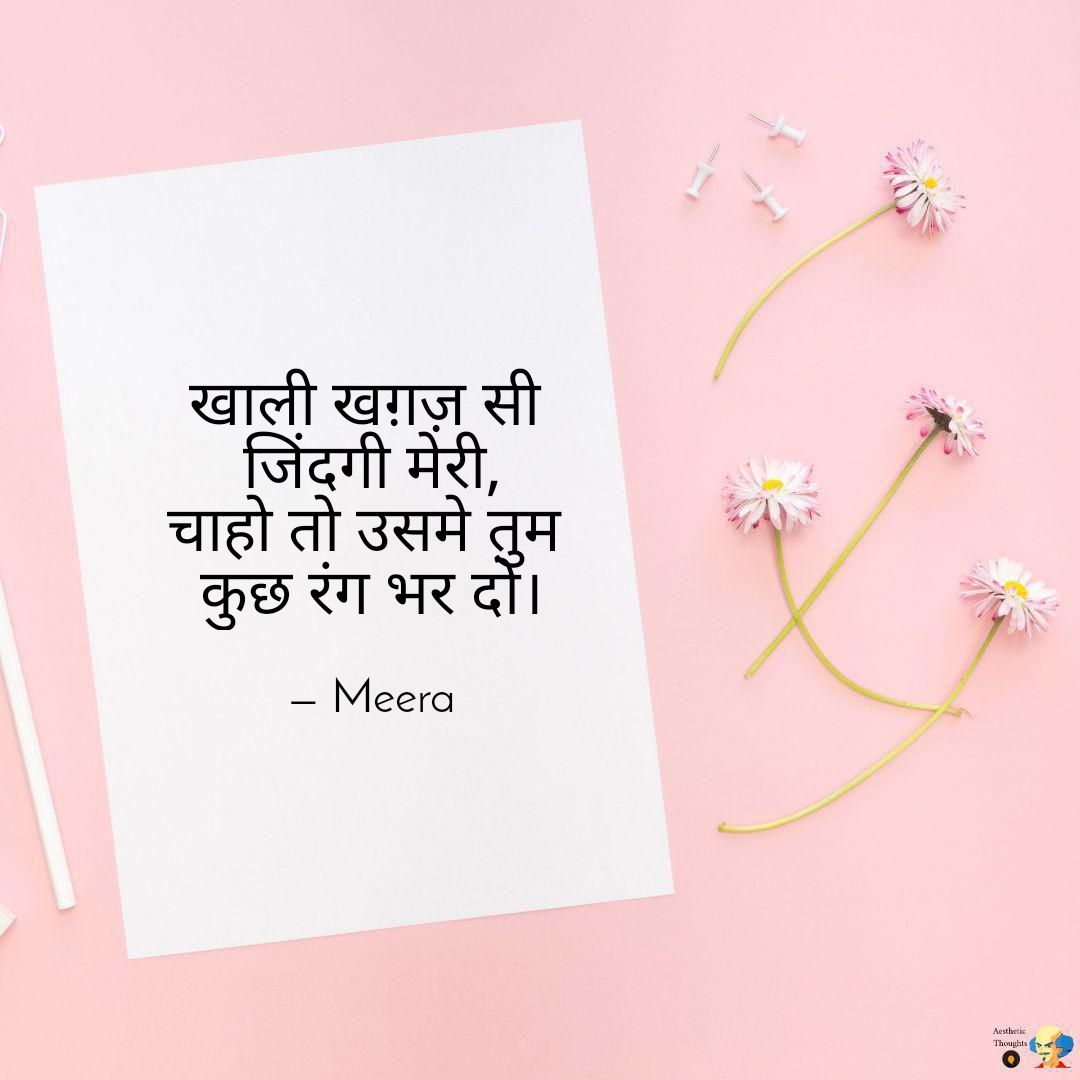 खाली खग़ज़ सी
जिंदगी मेरी,
चाहो तो उसमे तुम
कुछ रंग भर दो।
– Meera
Aesthetic
Thoughts